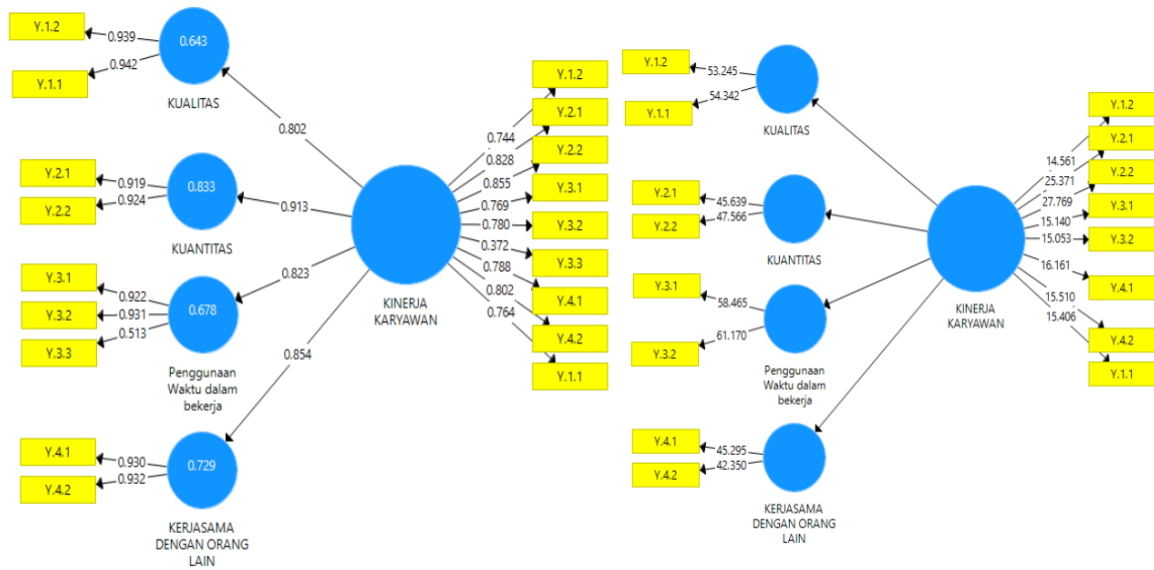 Y.1.2
0.939
0.942
Y.1.1
0.643
KUALITAS
0.802
Y.2.1
0.919
0.924
Y.2.2
0.833
KUANTITAS
0.913
Y.3.1
0.922
Y.3.2
0.931
0.513
Y.3.3
0.678
Penggunaan
Waktu dalam
bekerja
0.823
Y.4.1
0.930
0.932
Y.4.2
0.729
KERJASAMA
DENGAN ORANG
LAIN
0.854
KINERJA
KARYAWAN
0.744
0.828
0.855
0.769
0.780
0.372
0.788
0.802
0.764
Y.1.2
Y.2.1
Y.2.2
Y.3.1
Y.3.2
Y.3.3
Y.4.1
Y.4.2
Y.1.1
Y.1.2
53.245
54.342
Y.1.1
KUALITAS
Y.2.1
45.639
47.566
Y.2.2
KUANTITAS
Y.3.1
58.465
61.170
Y.3.2
Penggunaan
Waktu dalam
bekerja
Y.4.1
45.295
42.350
Y.4.2
KERJASAMA
DENGAN ORANG
LAIN
KINERJA
KARYAWAN
14.561
25.371
27.769
15.140
15.053
16.161
15.510
15.406
Y.1.2
Y.2.1
Y.2.2
Y.3.1
Y.3.2
Y.4.1
Y.4.2
Y.1.1